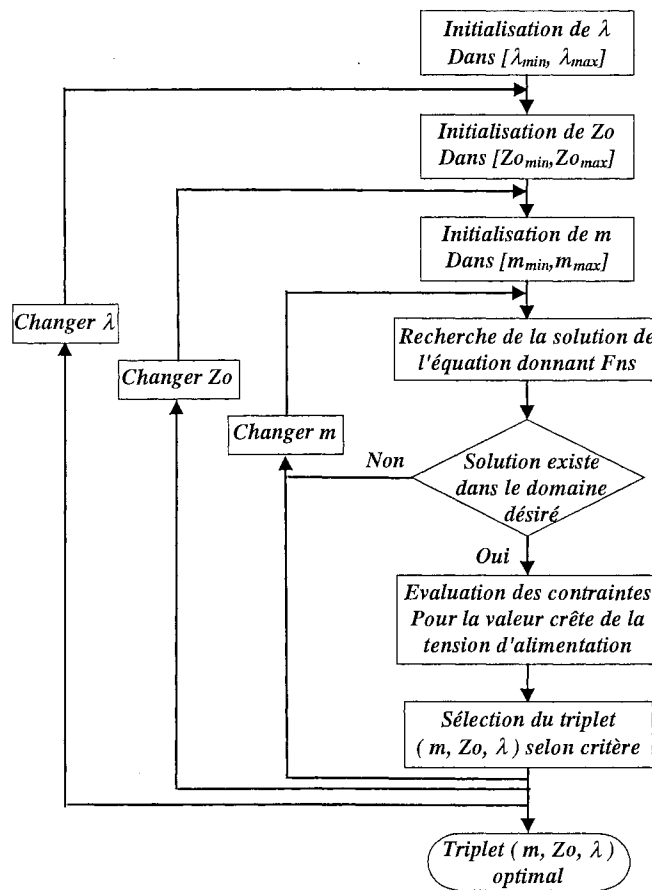 Initialisation de λ
Dans [λmin, λmax]
Initialisation de Zo
Dans [Zomin,Zomax]
Initialisation de m
Dans [mmin,mmax]
Changer λ
Recherche de la solution de
l'équation donnant Fns
Changer Zo
Changer m
Non
Solution existe
dans le domaine
désiré
Oui
Evaluation des contraintes
Pour la valeur crête de la
tension d'alimentation
Sélection du triplet
( m, Zo, λ ) selon critère
Triplet ( m, Zo, λ )
optimal